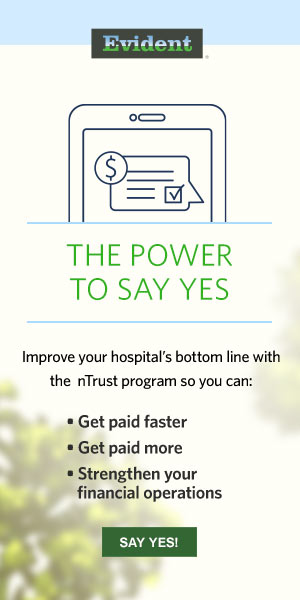 Evident
$
THE POWER
TO SAY YES
Improve your hospital's bottom line with
the nTrust program so you can:
• Get paid faster
• Get paid more
• Strengthen your
financial operations
SAY YES!